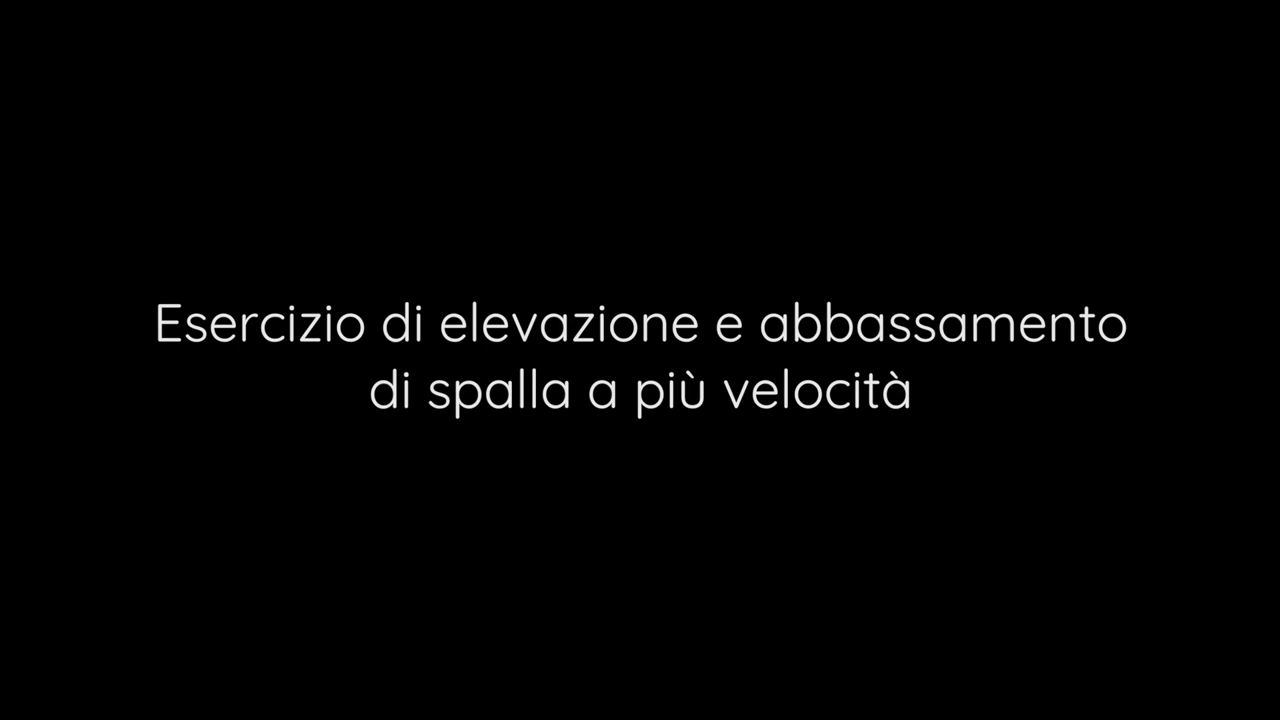 Esercizio di elevazione e abbassamento
di spalla a più velocità